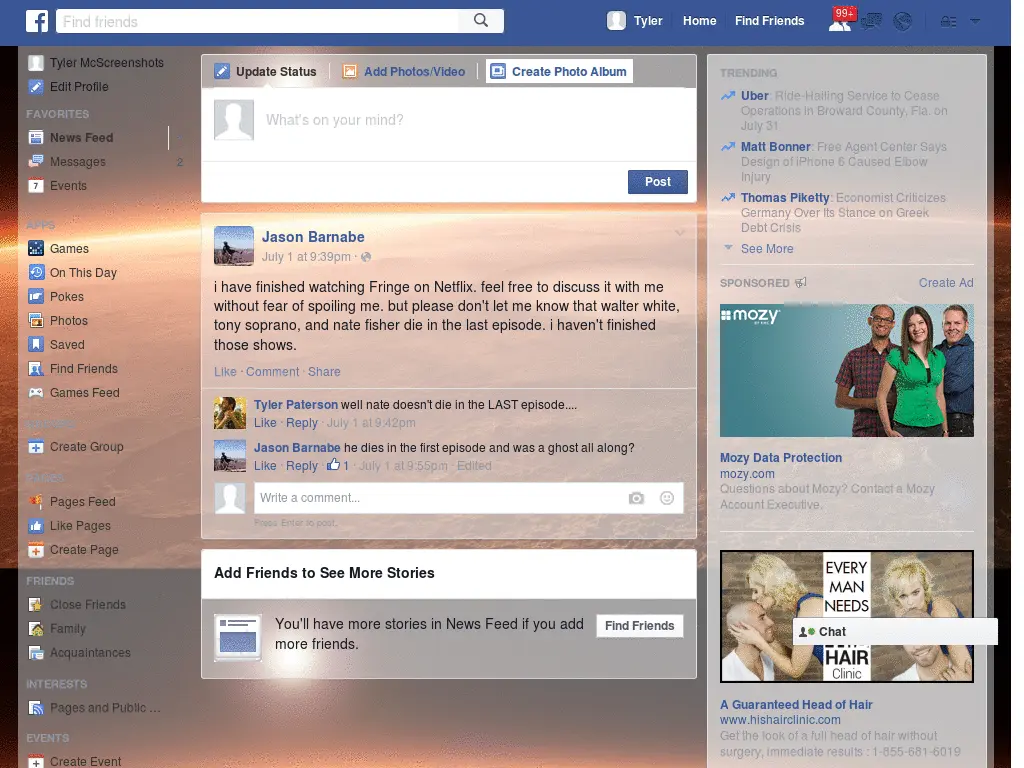 Find friends
Tyler
Home
Find Friends
99+
Tyler McScreenshots
Edit Profile
FAVORITES
News Feed
Messages 2
Events
APPS
Games
On This Day
Pokes
Photos
Saved
Find Friends
Games Feed
Create Group
PAGES
Pages Feed
Like Pages
Create Page
FRIENDS
Close Friends
Family
Acquaintances
INTERESTS
Pages and Public ...
EVENTS
Create Event
Update Status
Add Photos/Video
Create Photo Album
What's on your mind?
Post
Jason Barnabe
July 1 at 9:39pm ·
i have finished watching Fringe on Netflix. feel free to discuss it with me
without fear of spoiling me. but please don't let me know that walter white,
tony soprano, and nate fisher die in the last episode. i haven't finished
those shows.
Like · Comment · Share
Tyler Paterson well nate doesn't die in the LAST episode....
Like · Reply · July 1 at 9:42pm
Jason Barnabe he dies in the first episode and was a ghost all along?
Like · Reply · 1 · July 1 at 9:55pm · Edited
Write a comment...
Press Enter to post.
Add Friends to See More Stories
You'll have more stories in News Feed if you add
more friends.
Find Friends
TRENDING
Uber: Ride-Hailing Service to Cease
Operations in Broward County, Fla. on
July 31
Matt Bonner: Free Agent Center Says
Design of iPhone 6 Caused Elbow
Injury
Thomas Piketty: Economist Criticizes
Germany Over Its Stance on Greek
Debt Crisis
See More
SPONSORED
Create Ad
mozy
BY EMC
Mozy Data Protection
mozy.com
Questions about Mozy? Contact a Mozy
Account Executive.
EVERY
MAN
NEEDS
Chat
HAIR
Clinic
A Guaranteed Head of Hair
www.hishairclinic.com
Get the look of a full head of hair without
surgery, immediate results : 1-855-681-6019